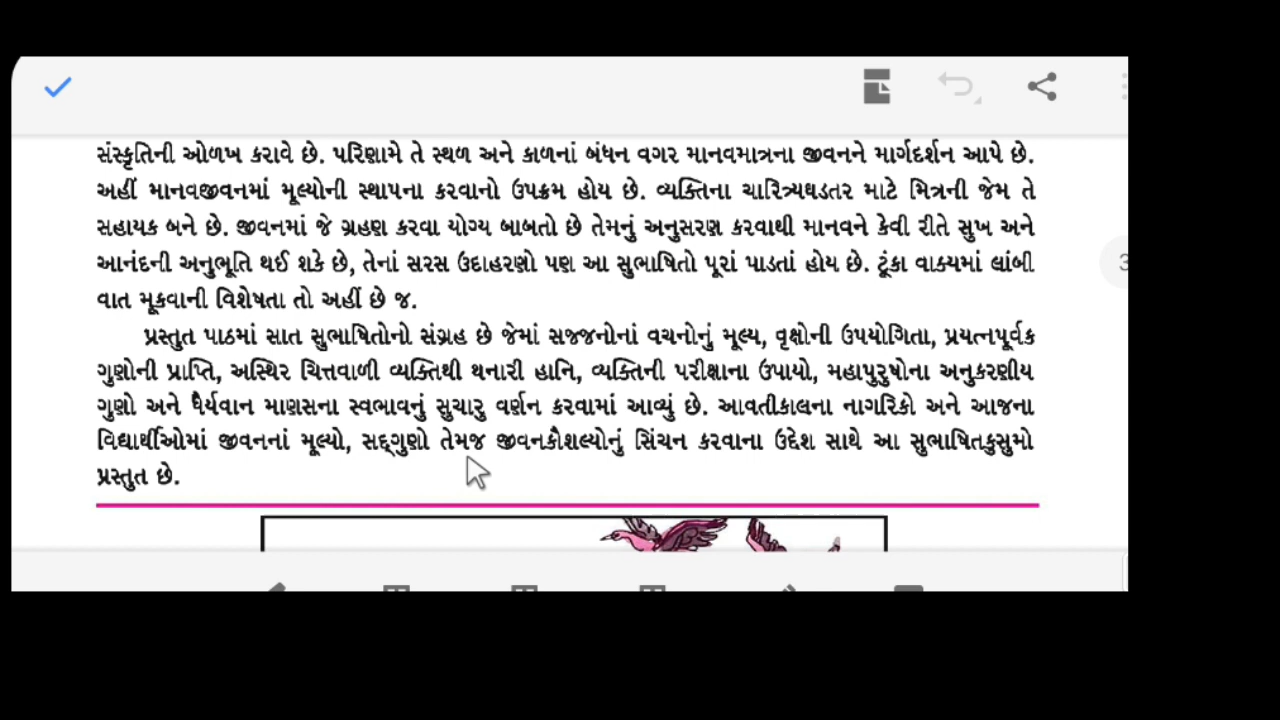 સંસ્કૃતિની ઓળખ કરાવે છે. પરિણામે તે સ્થળ અને કાળનાં બંધન વગર માનવમાત્રના જીવનને માર્ગદર્શન આપે છે.
અહીં માનવજીવનમાં મૂલ્યોની સ્થાપના કરવાનો ઉપક્રમ હોય છે. વ્યક્તિના ચારિત્ર્યઘડતર માટે મિત્રની જેમ તે
સહાયક બને છે. જીવનમાં જે ગ્રહણ કરવા યોગ્ય બાબતો છે તેમનું અનુસરણ કરવાથી માનવને કેવી રીતે સુખ અને
આનંદની અનુભૂતિ થઈ શકે છે, તેનાં સરસ ઉદાહરણો પણ આ સુભાષિતો પૂરાં પાડતાં હોય છે. ટૂંકા વાક્યમાં લાંબી
વાત મૂકવાની વિશેષતા તો અહીં છે જ.
પ્રસ્તુત પાઠમાં સાત સુભાષિતોનો સંગ્રહ છે જેમાં સજ્જનોનાં વચનોનું મૂલ્ય, વૃક્ષોની ઉપયોગિતા, પ્રયત્નપૂર્વક
ગુણોની પ્રાપ્તિ, અસ્થિર ચિત્તવાળી વ્યક્તિથી થનારી હાનિ, વ્યક્તિની પરીક્ષાના ઉપાયો, મહાપુરુષોના અનુકરણીય
ગુણો અને ધૈર્યવાન માણસના સ્વભાવનું સુચારુ વર્ણન કરવામાં આવ્યું છે. આવતીકાલના નાગરિકો અને આજના
વિદ્યાર્થીઓમાં જીવનનાં મૂલ્યો, સદ્ગુણો તેમજ જીવનકૌશલ્યોનું સિંચન કરવાના ઉદ્દેશ સાથે આ સુભાષિતકુસુમો
પ્રસ્તુત છે.